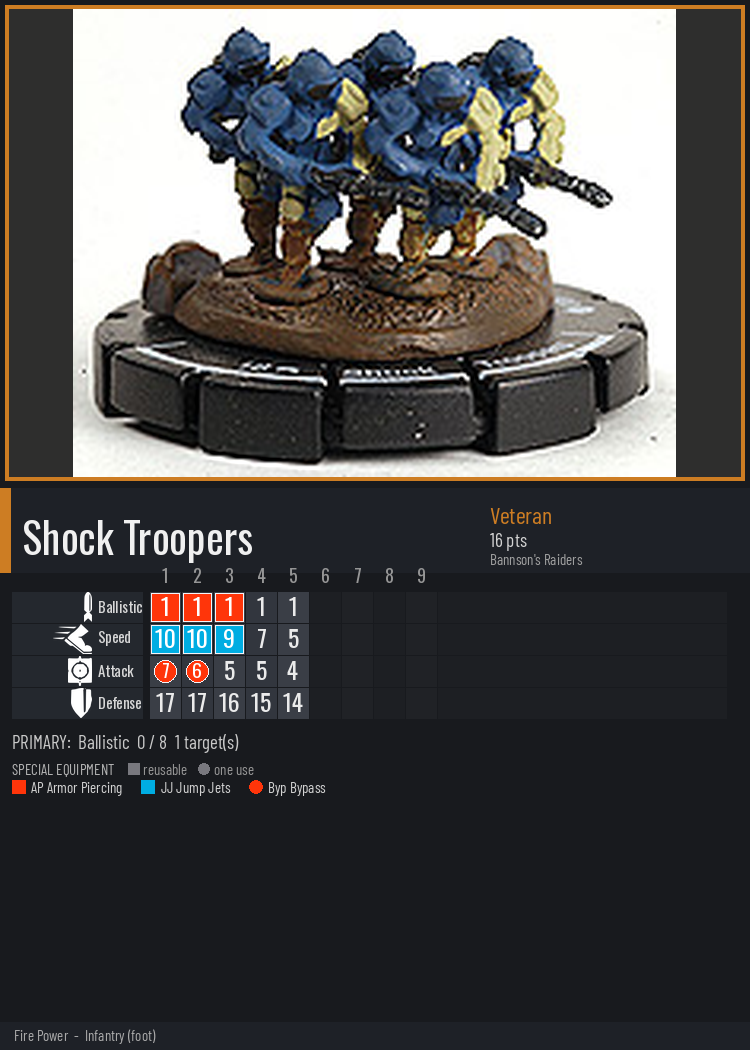 Shock Troopers
Veteran
16 pts
Bannson's Raiders
1 2 3 4 5 6 7 8 9
Ballistic 1 1 1 1 1
Speed 10 10 9 7 5
Attack 7 6 5 5 4
Defense 17 17 16 15 14
PRIMARY: Ballistic 0 / 8 1 target(s)
SPECIAL EQUIPMENT reusable one use
AP Armor Piercing JJ Jump Jets Byp Bypass
Fire Power - Infantry (foot)